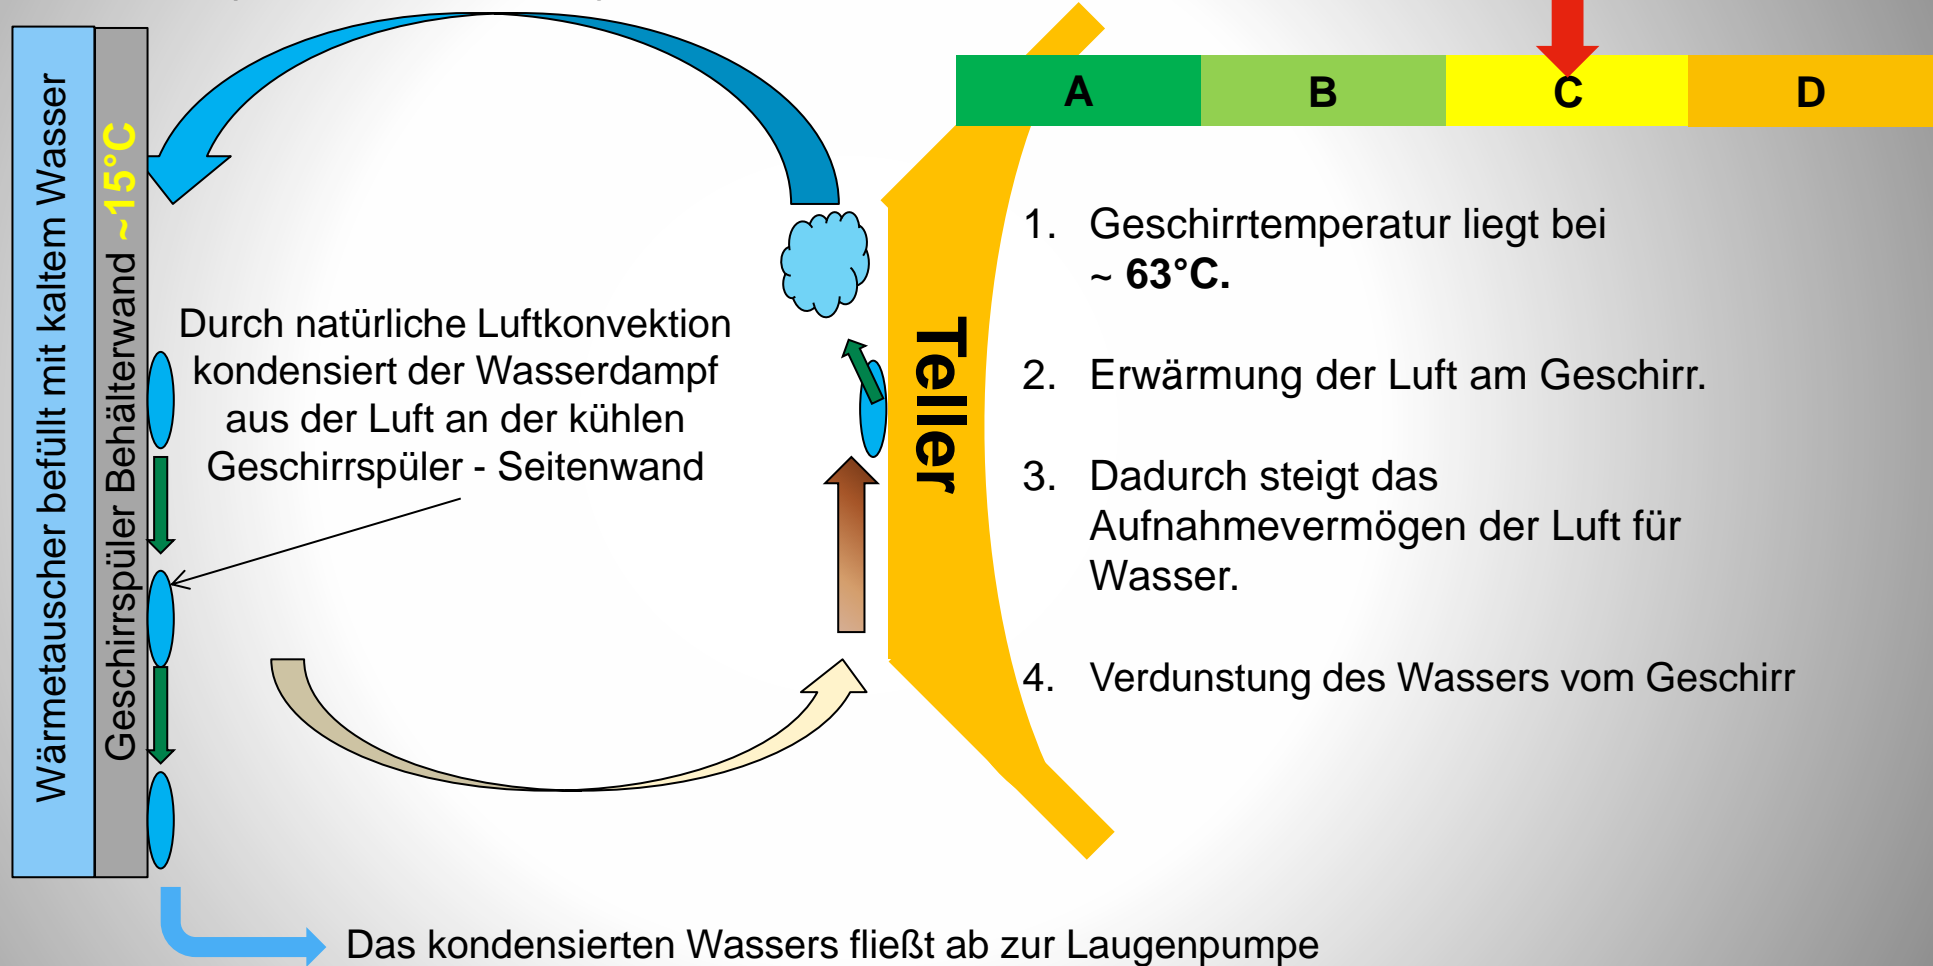 A
B
C
D
Wärmetauscher befüllt mit kaltem Wasser
Geschirrspüler Behälterwand ~15°C
Durch natürliche Luftkonvektion
kondensiert der Wasserdampf
aus der Luft an der kühlen
Geschirrspüler - Seitenwand
Teller
1. Geschirrtemperatur liegt bei
~ 63°C.
2. Erwärmung der Luft am Geschirr.
3. Dadurch steigt das
Aufnahmevermögen der Luft für
Wasser.
4. Verdunstung des Wassers vom Geschirr
Das kondensierten Wassers fließt ab zur Laugenpumpe